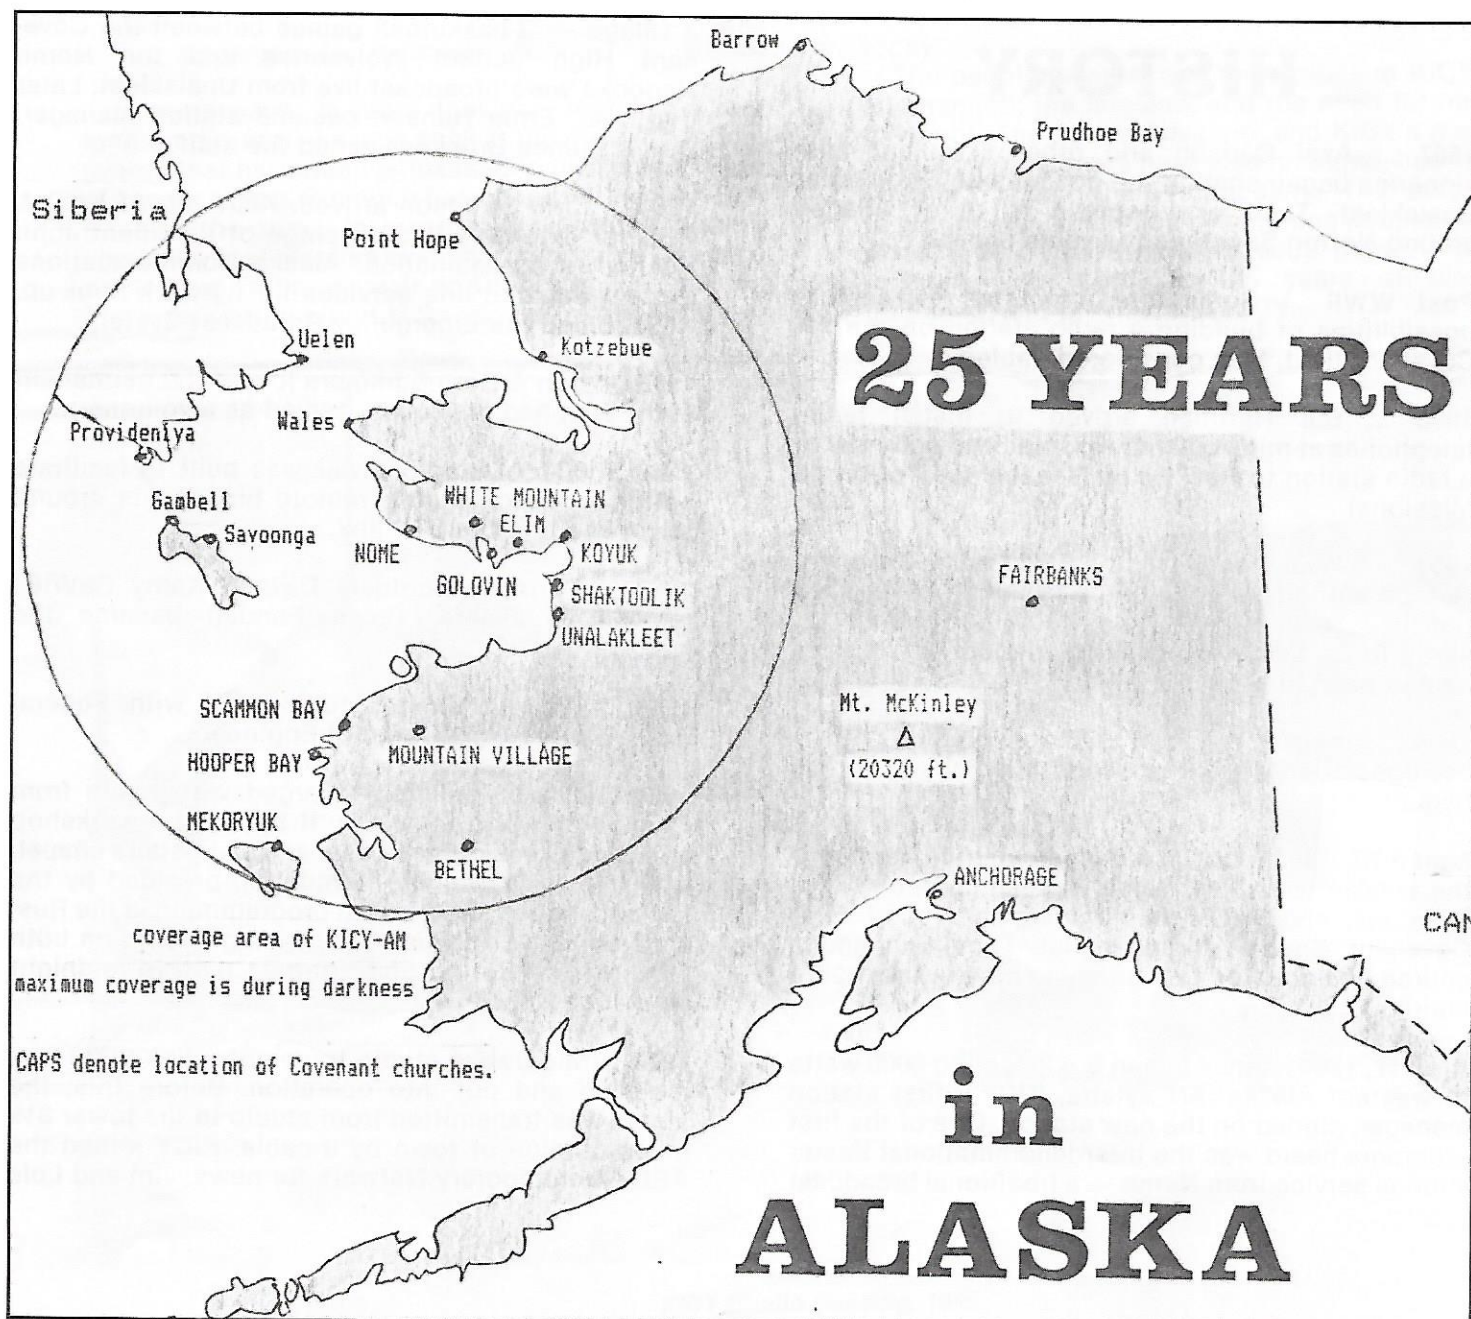 Barrow
Prudhoe Bay
Siberia
Point Hope
Uelen
Kotzebue
25 YEARS
Wales
Provideniya
WHITE MOUNTAIN
Gambell
ELIM
Savoonga
NOME
KOYUK
GOLOVIN
SHAKTOOLIK
FAIRBANKS
UNALAKLEET
SCAMMON BAY
Mt. McKinley
HOOPER BAY
MOUNTAIN VILLAGE
(20320 ft.)
MEKORYUK
BETHEL
ANCHORAGE
CAN
coverage area of KICY-AM
maximum coverage is during darkness
CAPS denote location of Covenant churches.
in
ALASKA